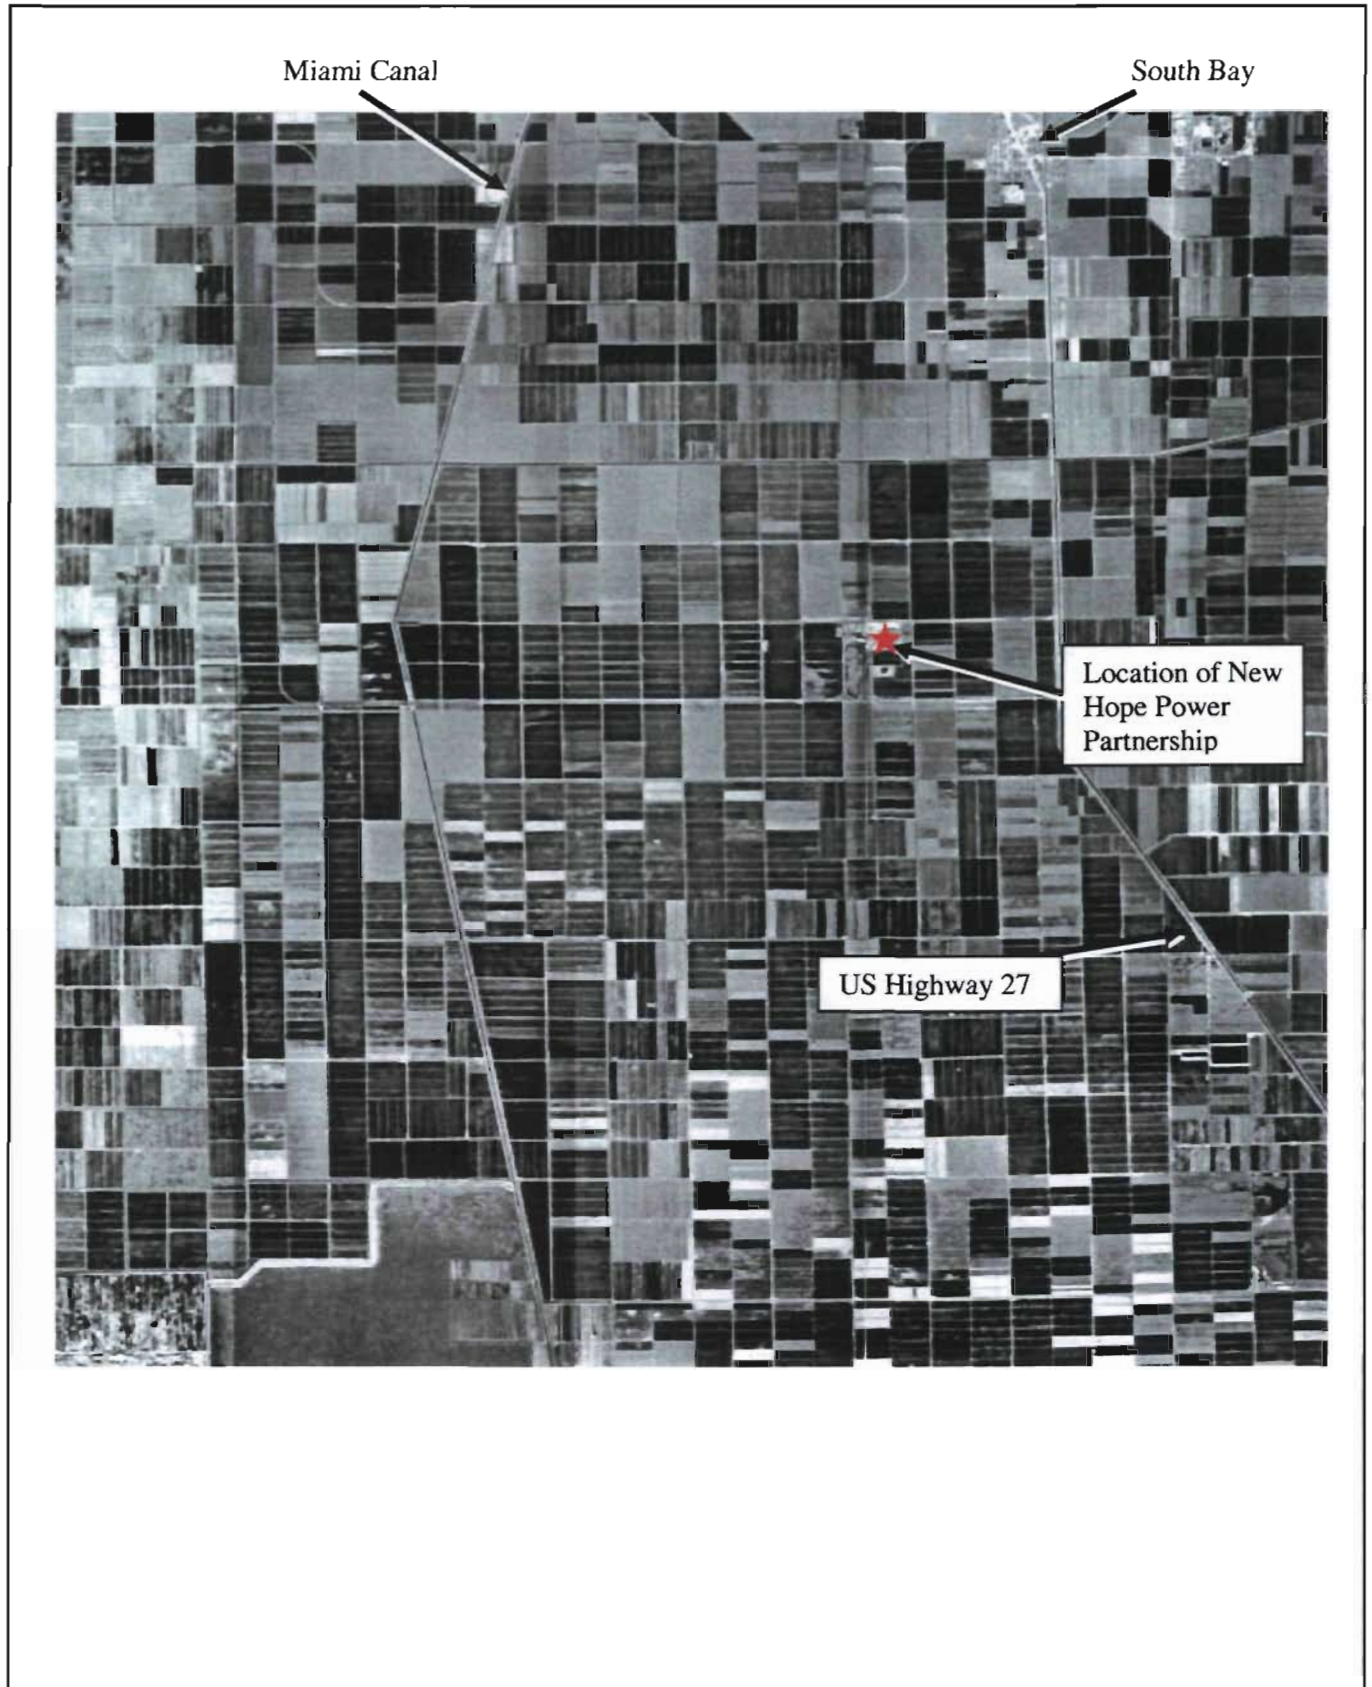 Miami Canal
South Bay
Location of New
Hope Power
Partnership
US Highway 27